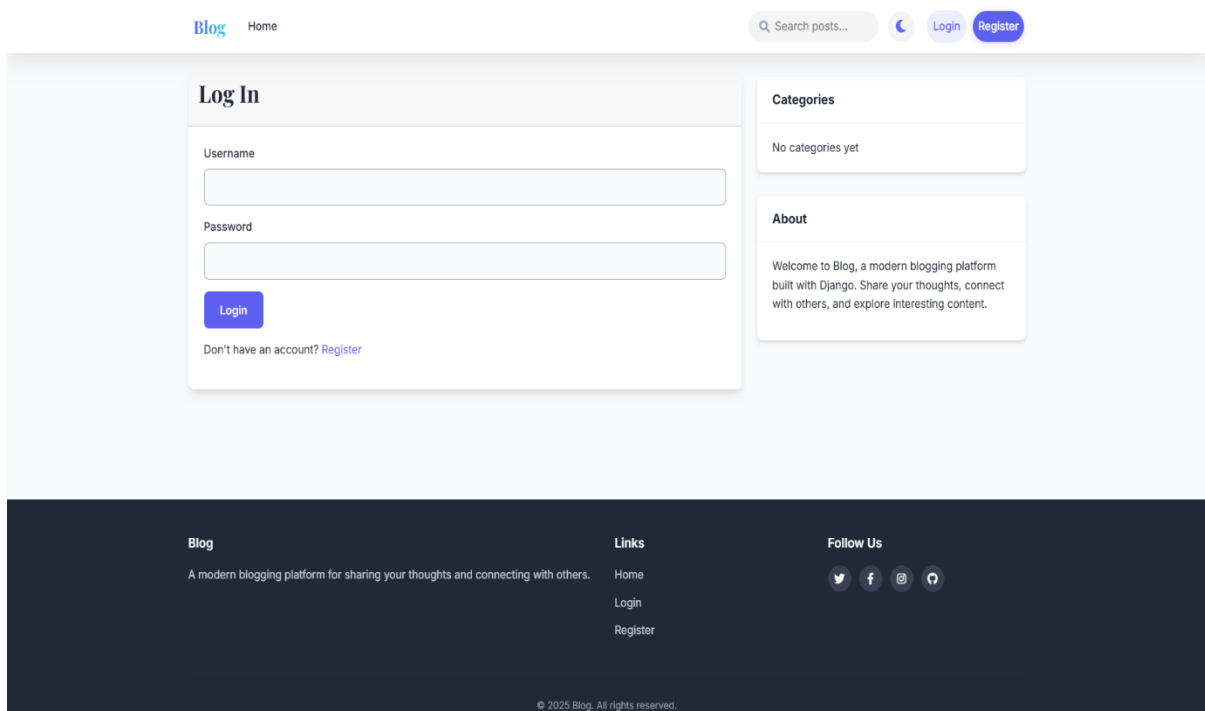 Blog
Home
Search posts...
Login
Register
Log In
Username
Password
Login
Don't have an account? Register
Categories
No categories yet
About
Welcome to Blog, a modern blogging platform
built with Django. Share your thoughts, connect
with others, and explore interesting content.
Blog
A modern blogging platform for sharing your thoughts and connecting with others.
Links
Home
Login
Register
Follow Us
© 2025 Blog. All rights reserved.